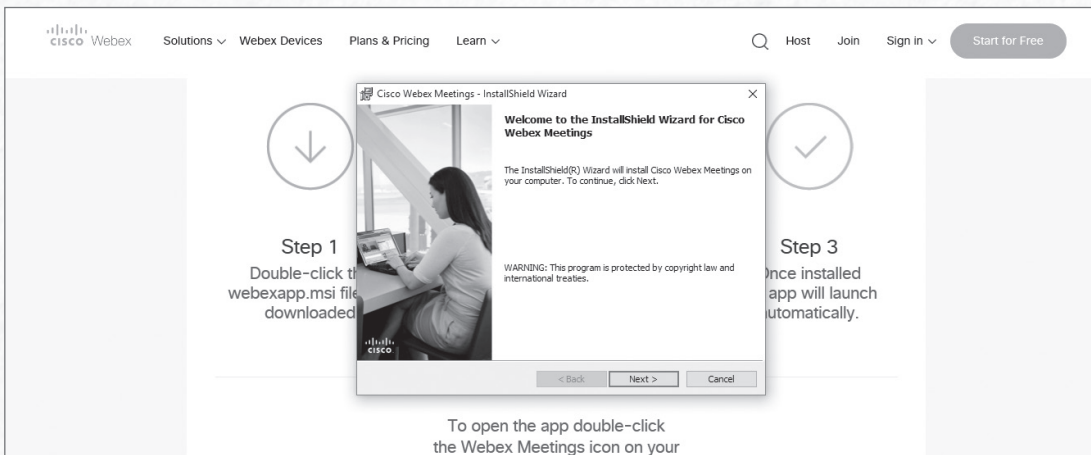 CISCO Webex
Solutions
Webex Devices
Plans & Pricing
Learn
Host
Join
Sign in
Start for Free
Cisco Webex Meetings - InstallShield Wizard
Welcome to the InstallShield Wizard for Cisco
Webex Meetings
The InstallShield(R) Wizard will install Cisco Webex Meetings on
your computer. To continue, click Next.
WARNING: This program is protected by copyright law and
international treaties.
CISCO
< Back
Next >
Cancel
Step 1
Double-click
webexapp.msi
downloaded
Step 3
installed
app will launch
To open the app double-click
the Webex Meetings icon on your